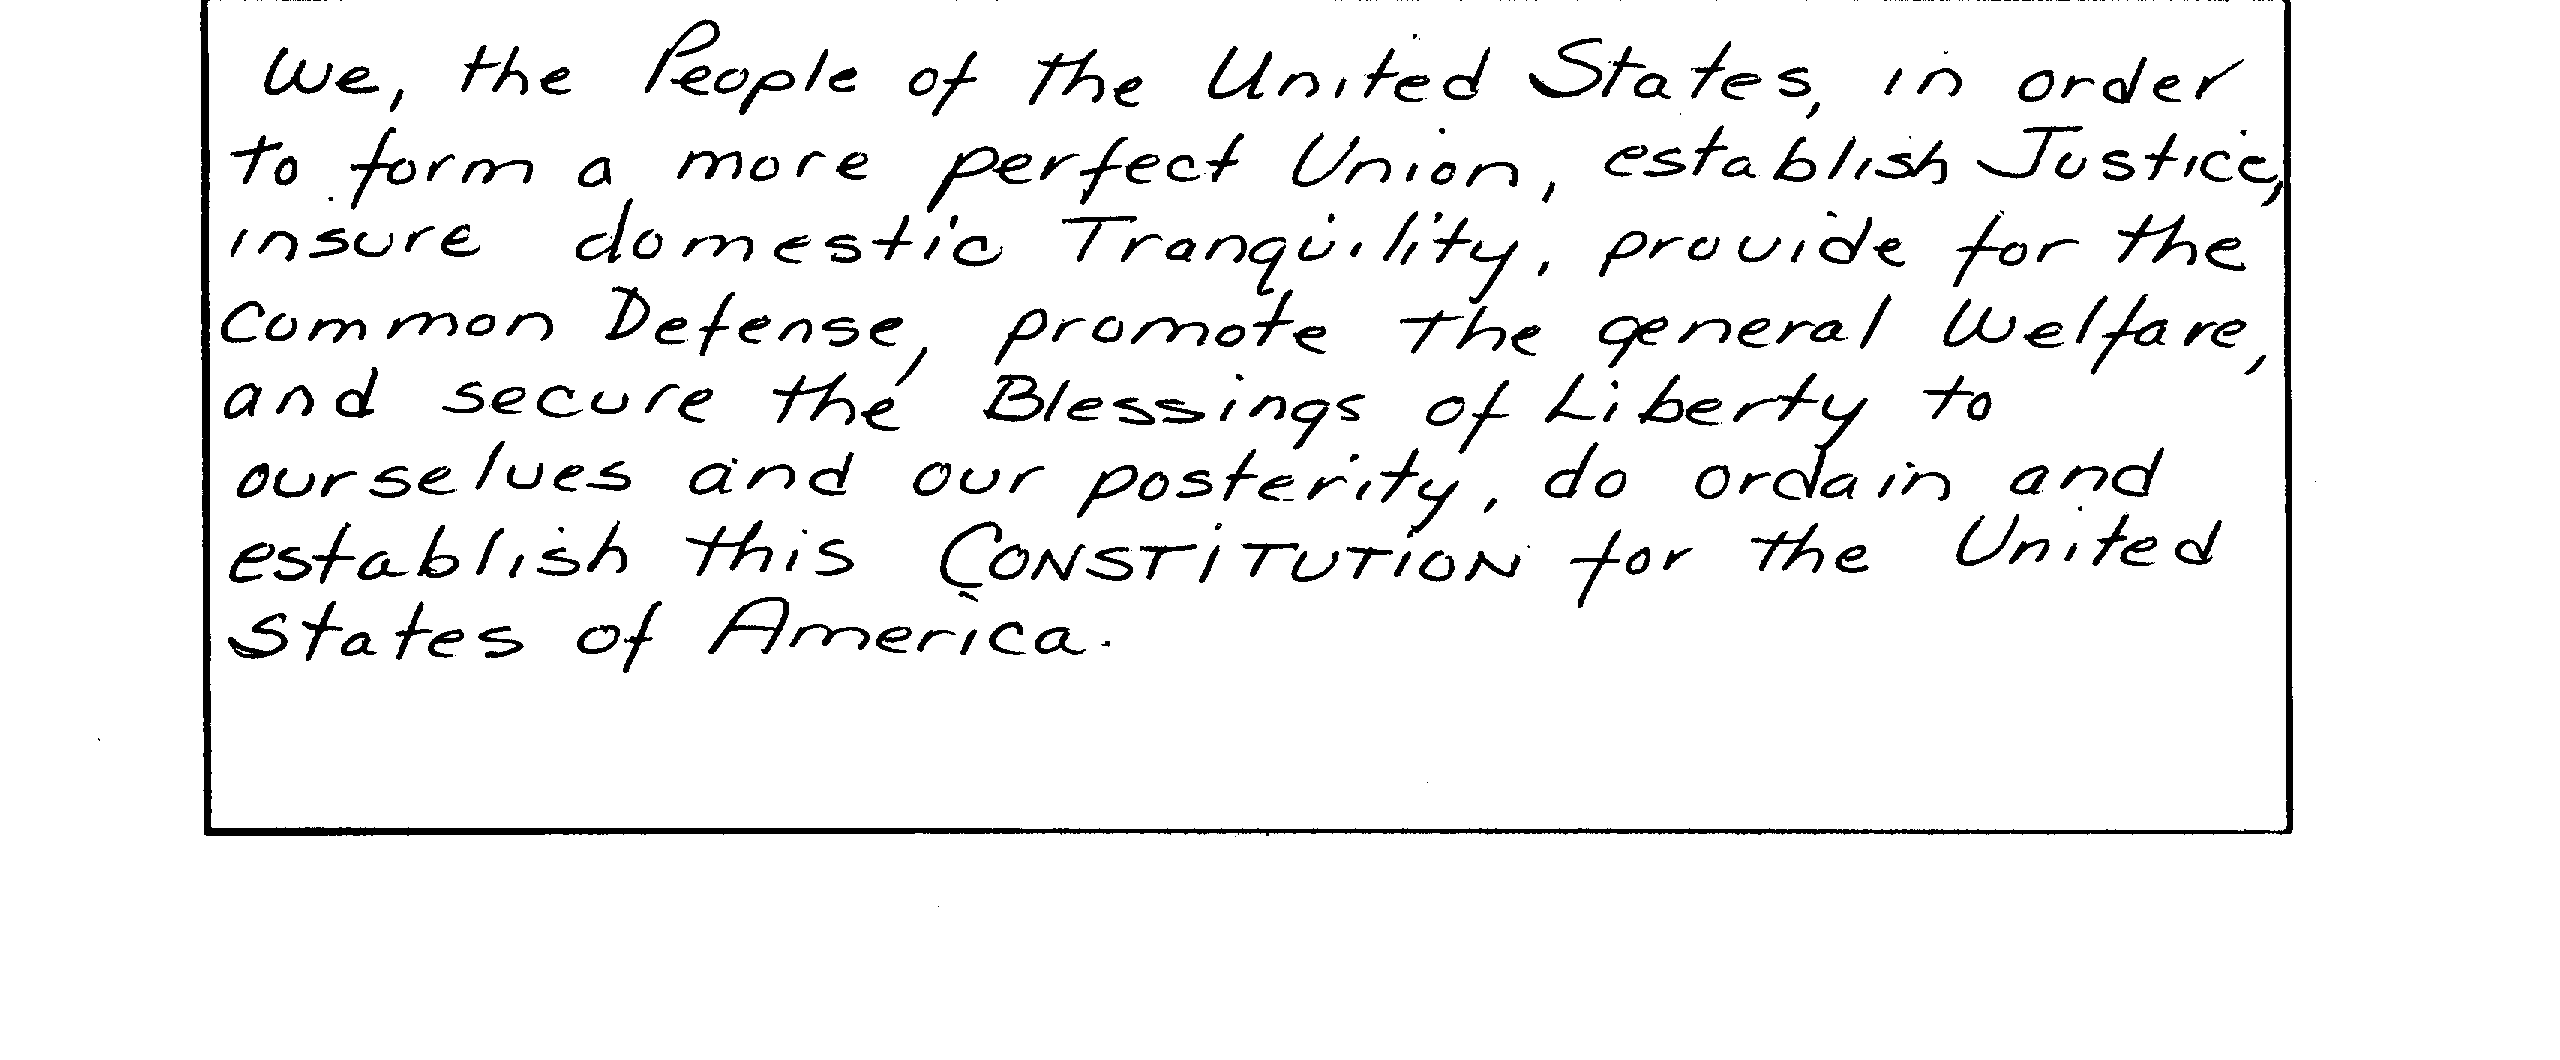 We, the People of the United States, in order
to form a more perfect Union, establish Justice,
insure domestic Tranquility, provide for the
Common Defense, promote the general Welfare,
and secure the Blessings of Liberty to
ourselves and our posterity, do ordain and
establish this CONSTITUTION for the United
States of America.